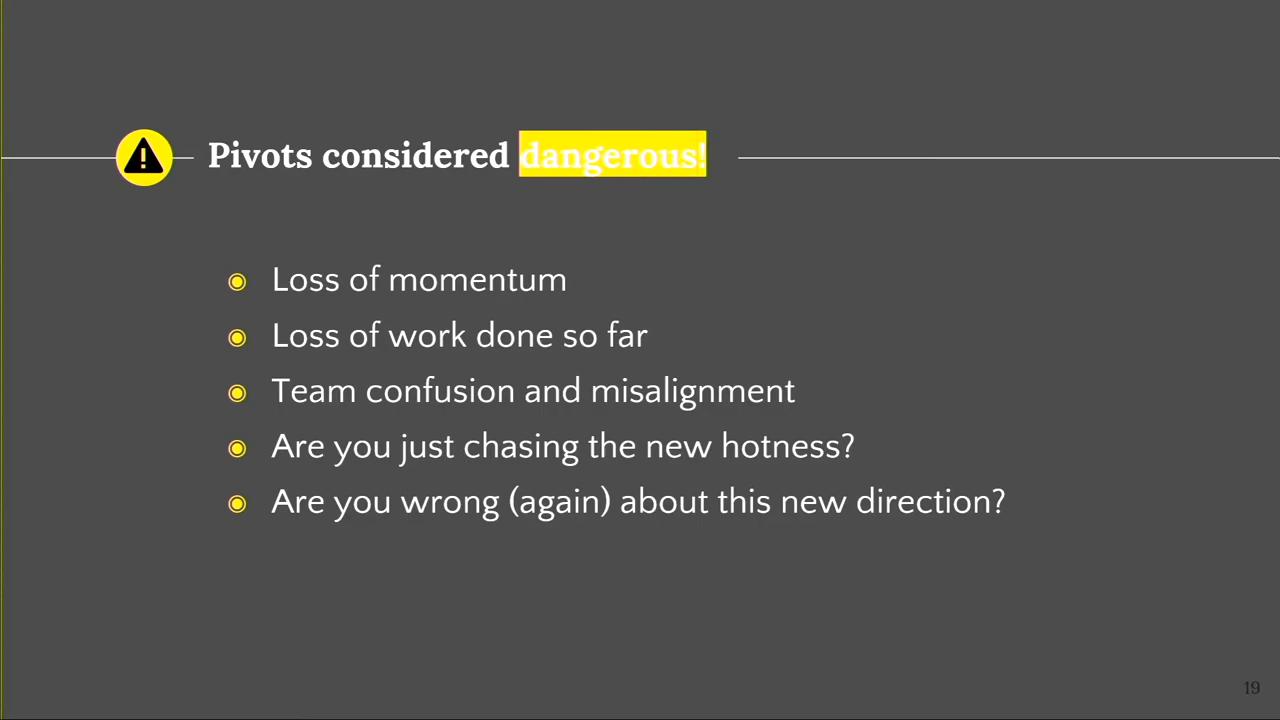 Pivots considered dangerous!
Loss of momentum
Loss of work done so far
Team confusion and misalignment
Are you just chasing the new hotness?
Are you wrong (again) about this new direction?
19